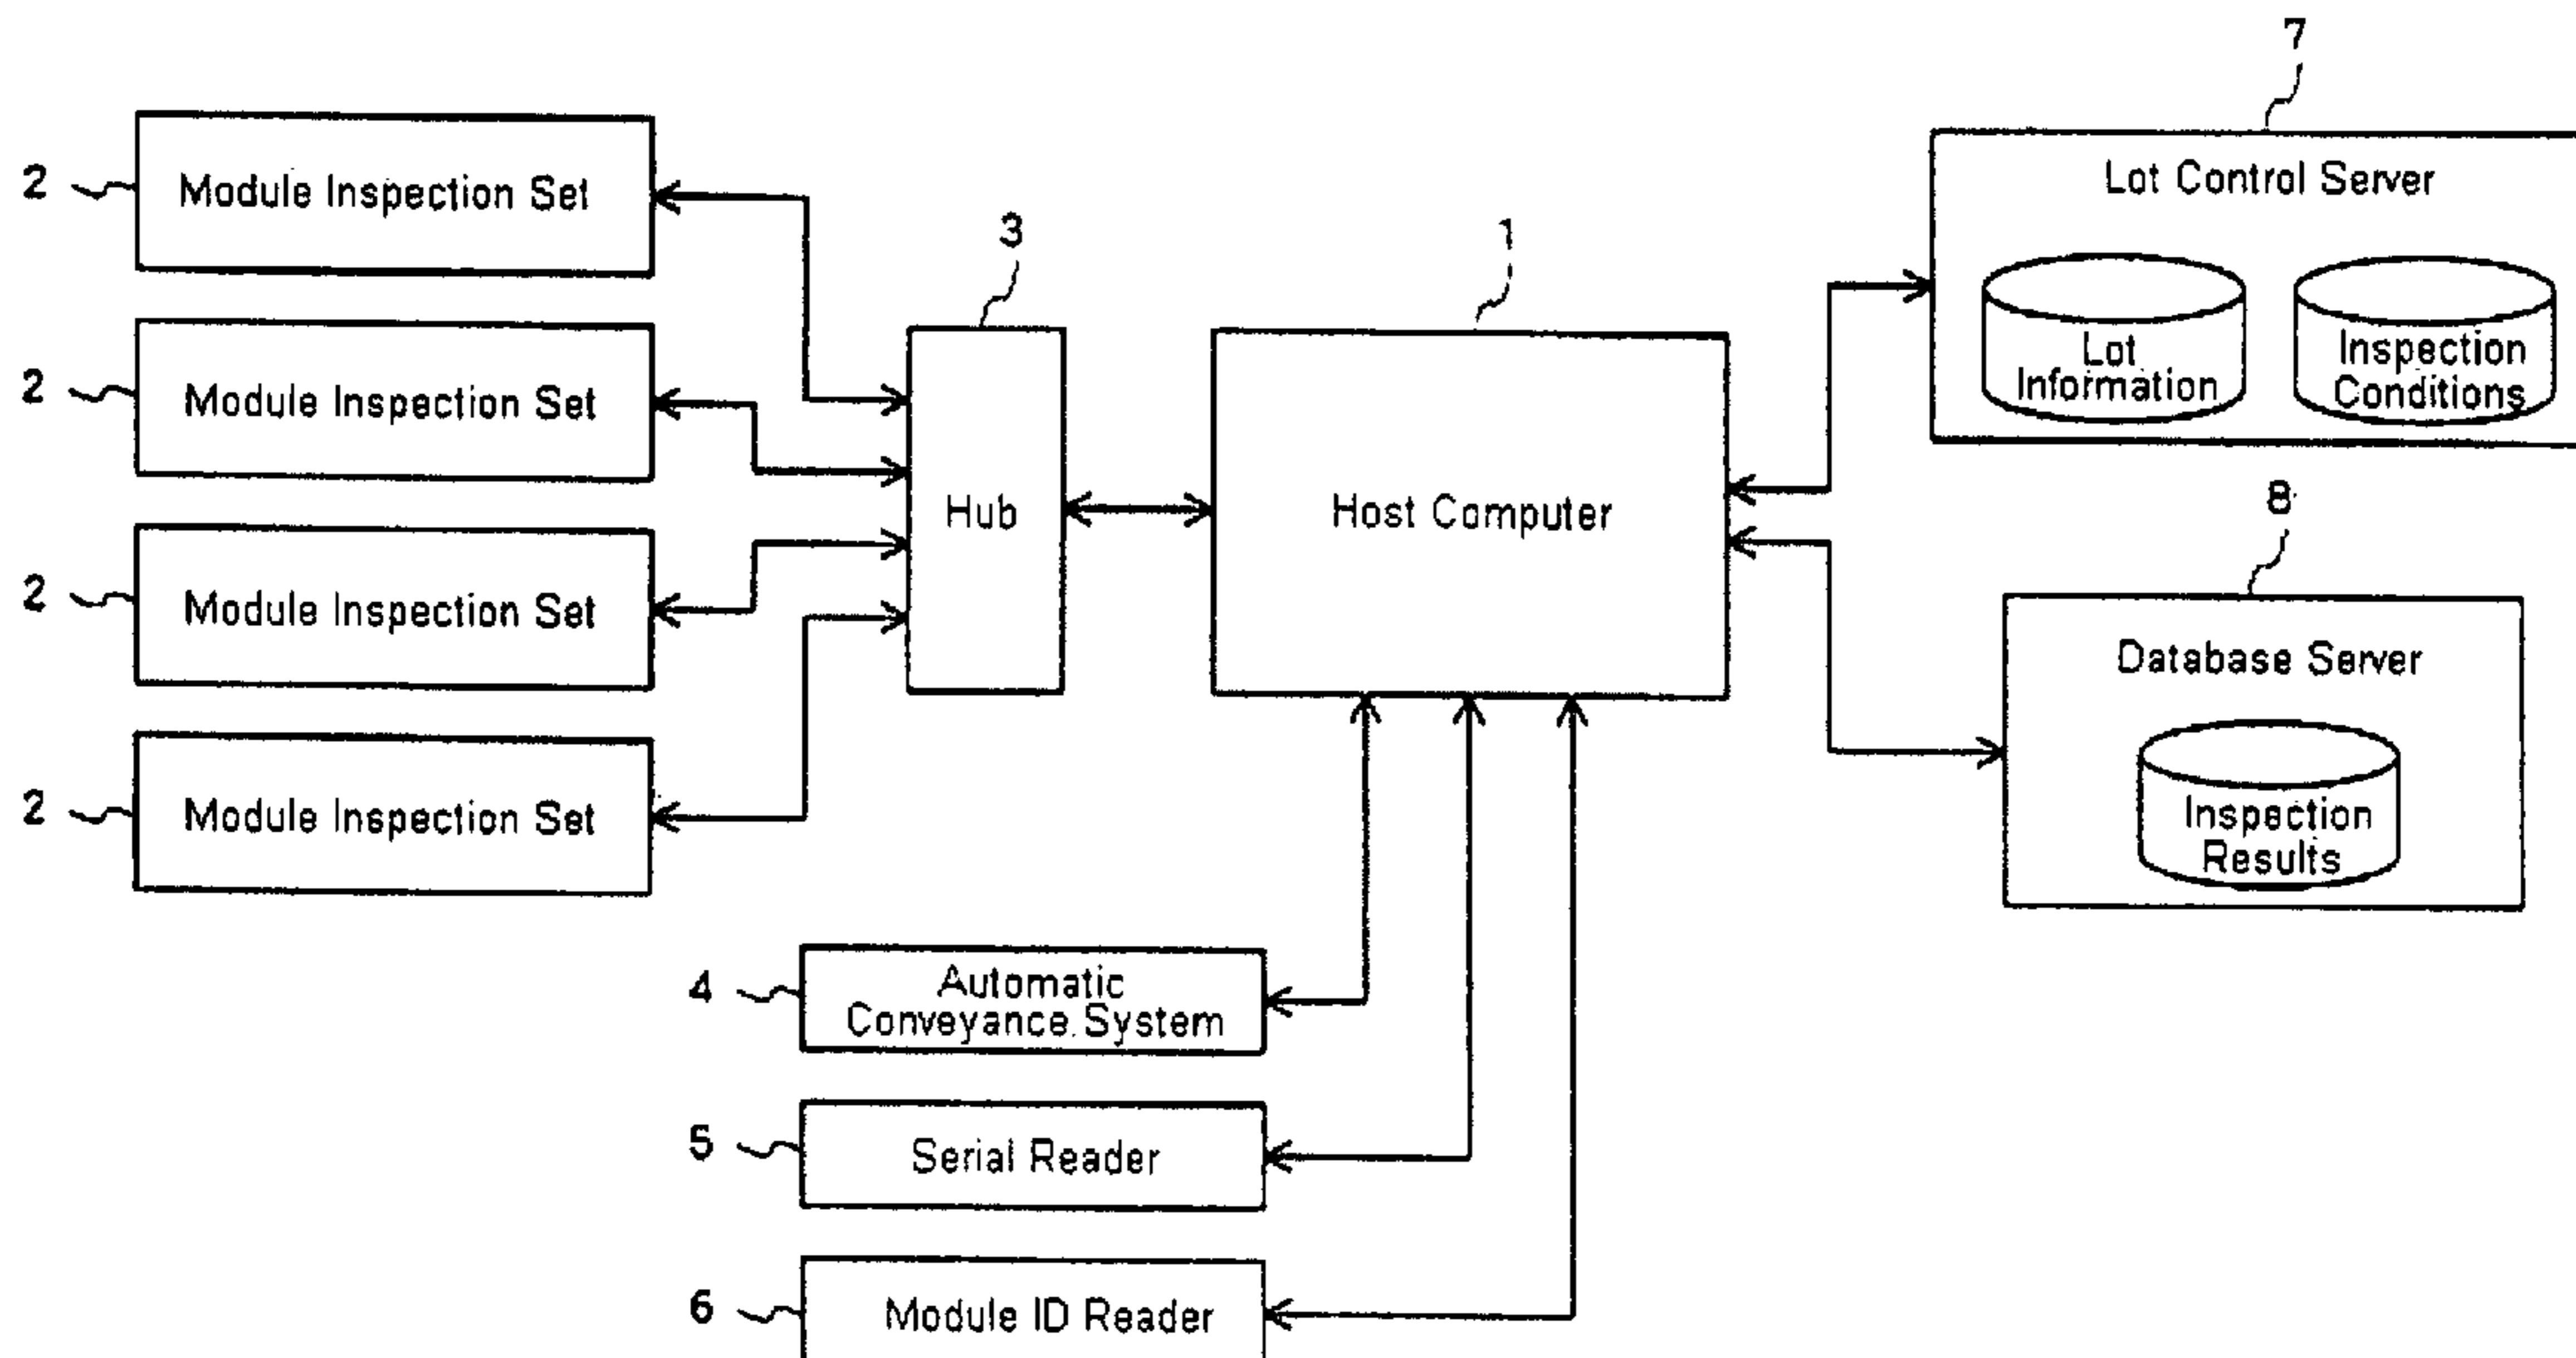 7
2
Module Inspection Set
3
1
Lot Control Server
Lot
Information
Inspection
Conditions
2
Module Inspection Set
Hub
Host Computer
8
2
Module Inspection Set
Database Server
Inspection
Results
2
Module Inspection Set
4
Automatic
Conveyance System
5
Serial Reader
6
Module ID Reader